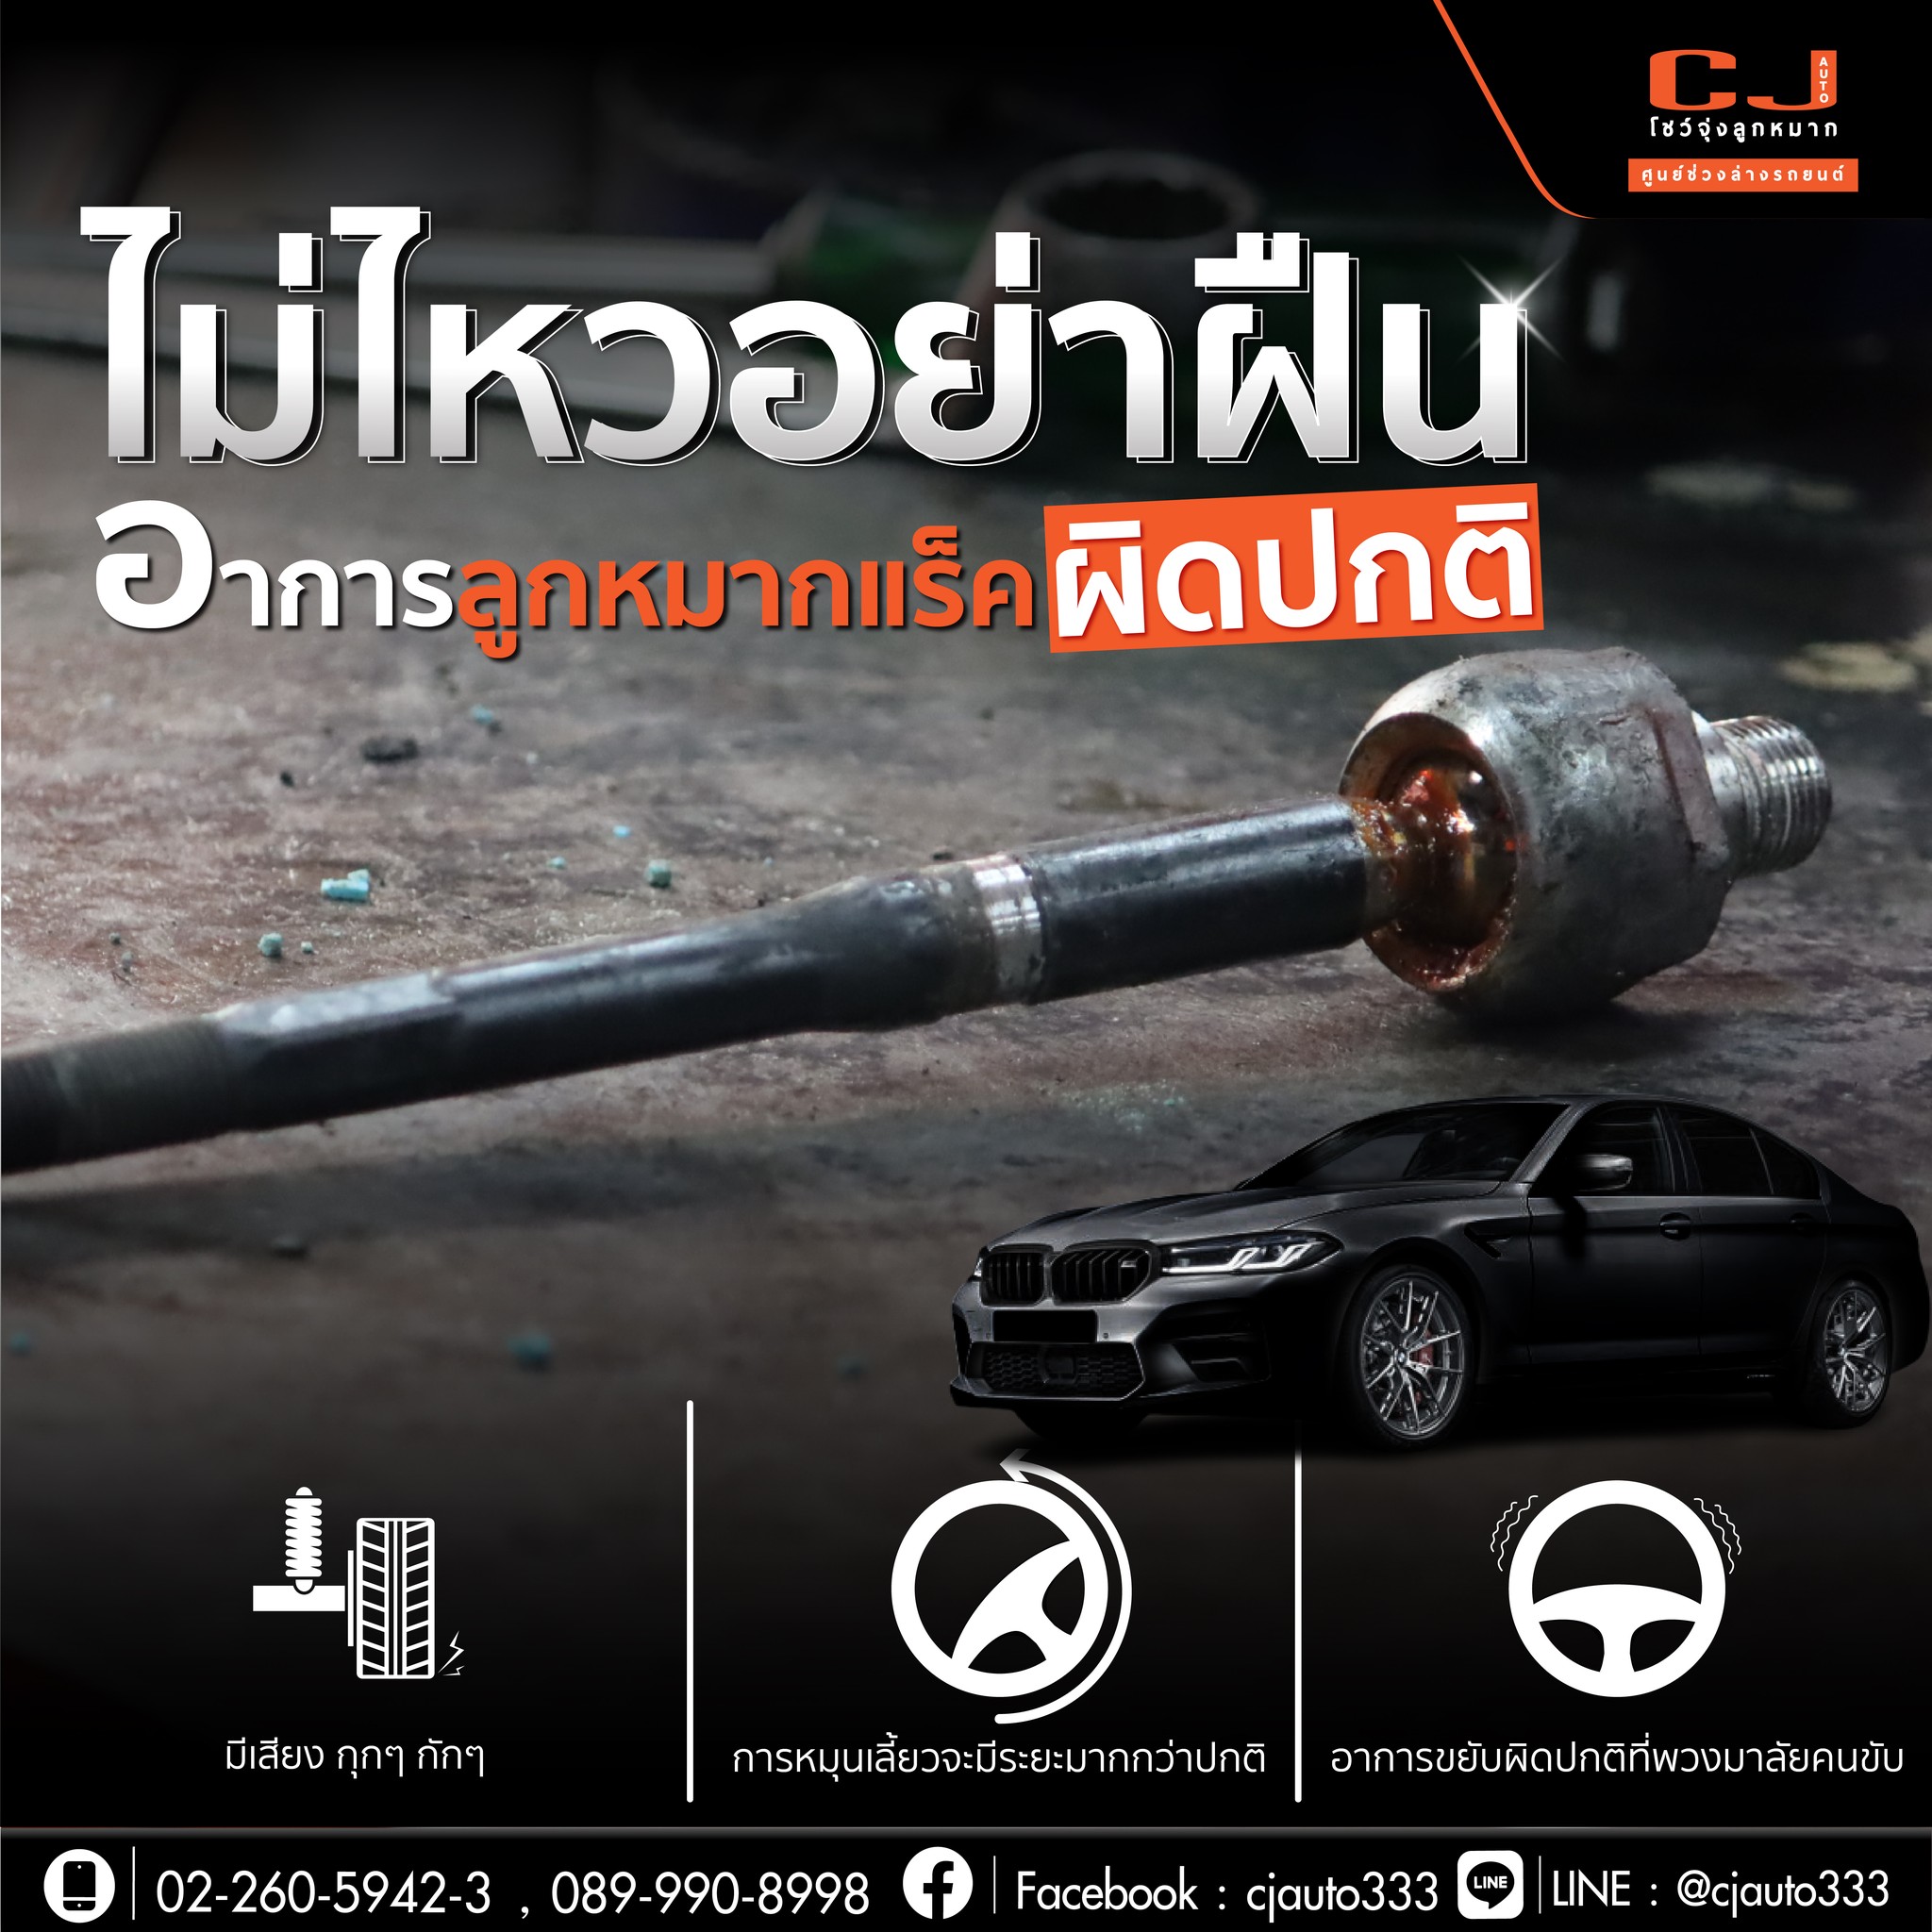 CJ AUTO
โชว์จุ่งลูกหมาก
ศูนย์ช่วงล่างรถยนต์
ไม่ไหวอย่าฝืน
อาการลูกหมากแร็คผิดปกติ
มีเสียง กุกๆ กักๆ
การหมุนเลี้ยวจะมีระยะมากกว่าปกติ
อาการขยับผิดปกติที่พวงมาลัยคนขับ
02-260-5942-3 , 089-990-8998 Facebook : cjauto333 LINE LINE : @cjauto333